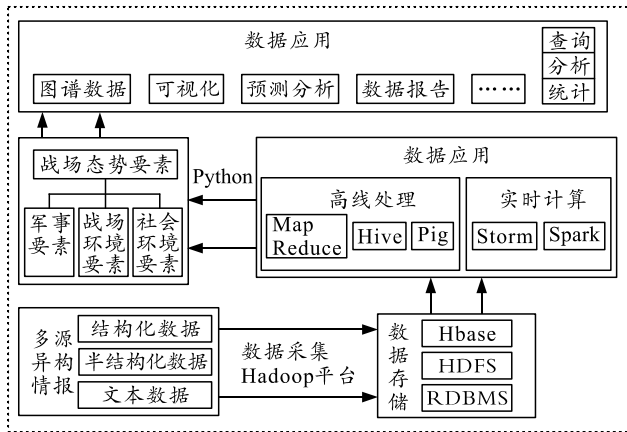 数据应用
查询
分析
统计
图谱数据
可视化
预测分析
数据报告
……
战场态势要素
军事
要素
战场
环境
要素
社会
环境
要素
Python
数据应用
高线处理
Map
Reduce
Hive
Pig
实时计算
Storm
Spark
多源
异构
情报
结构化数据
半结构化数据
文本数据
数据采集
Hadoop平台
数据存储
Hbase
HDFS
RDBMS